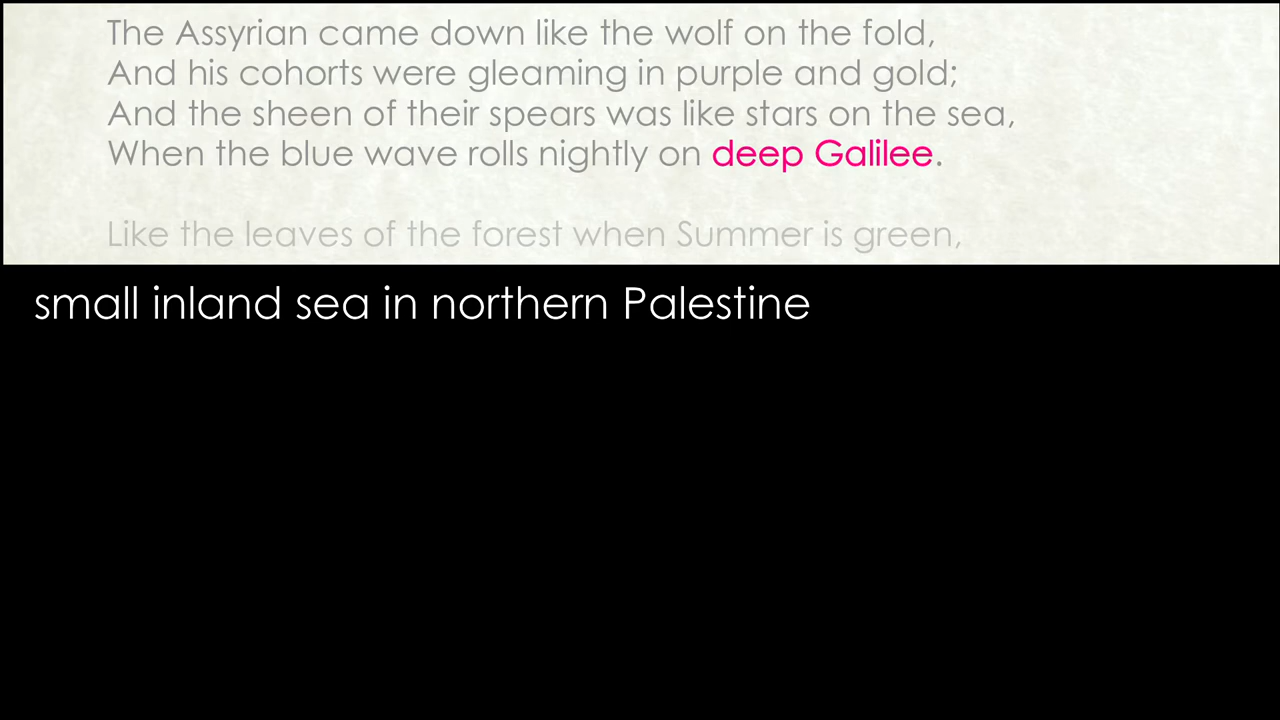 The Assyrian came down like the wolf on the fold,
And his cohorts were gleaming in purple and gold;
And the sheen of their spears was like stars on the sea,
When the blue wave rolls nightly on deep Galilee.
Like the leaves of the forest when Summer is green,
small inland sea in northern Palestine